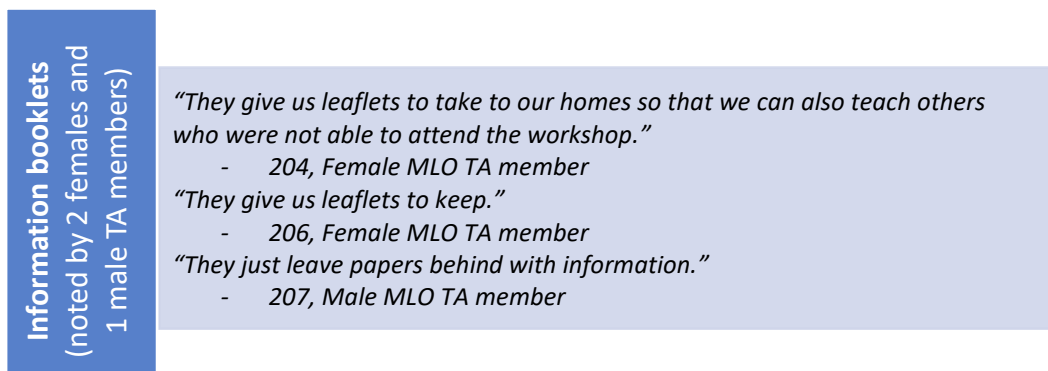 Information booklets
(noted by 2 females and
1 male TA members)
“They give us leaflets to take to our homes so that we can also teach others
who were not able to attend the workshop.”
- 204, Female MLO TA member
“They give us leaflets to keep.”
- 206, Female MLO TA member
“They just leave papers behind with information.”
- 207, Male MLO TA member